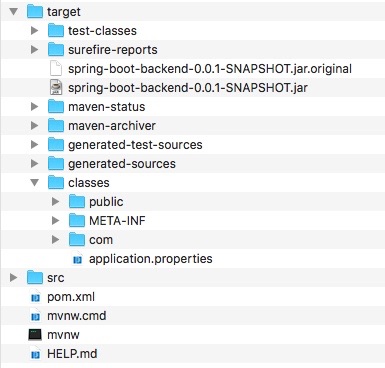 target
test-classes
surefire-reports
spring-boot-backend-0.0.1-SNAPSHOT.jar.original
spring-boot-backend-0.0.1-SNAPSHOT.jar
maven-status
maven-archiver
generated-test-sources
generated-sources
classes
public
META-INF
com
application.properties
src
pom.xml
mvnw.cmd
mvnw
HELP.md